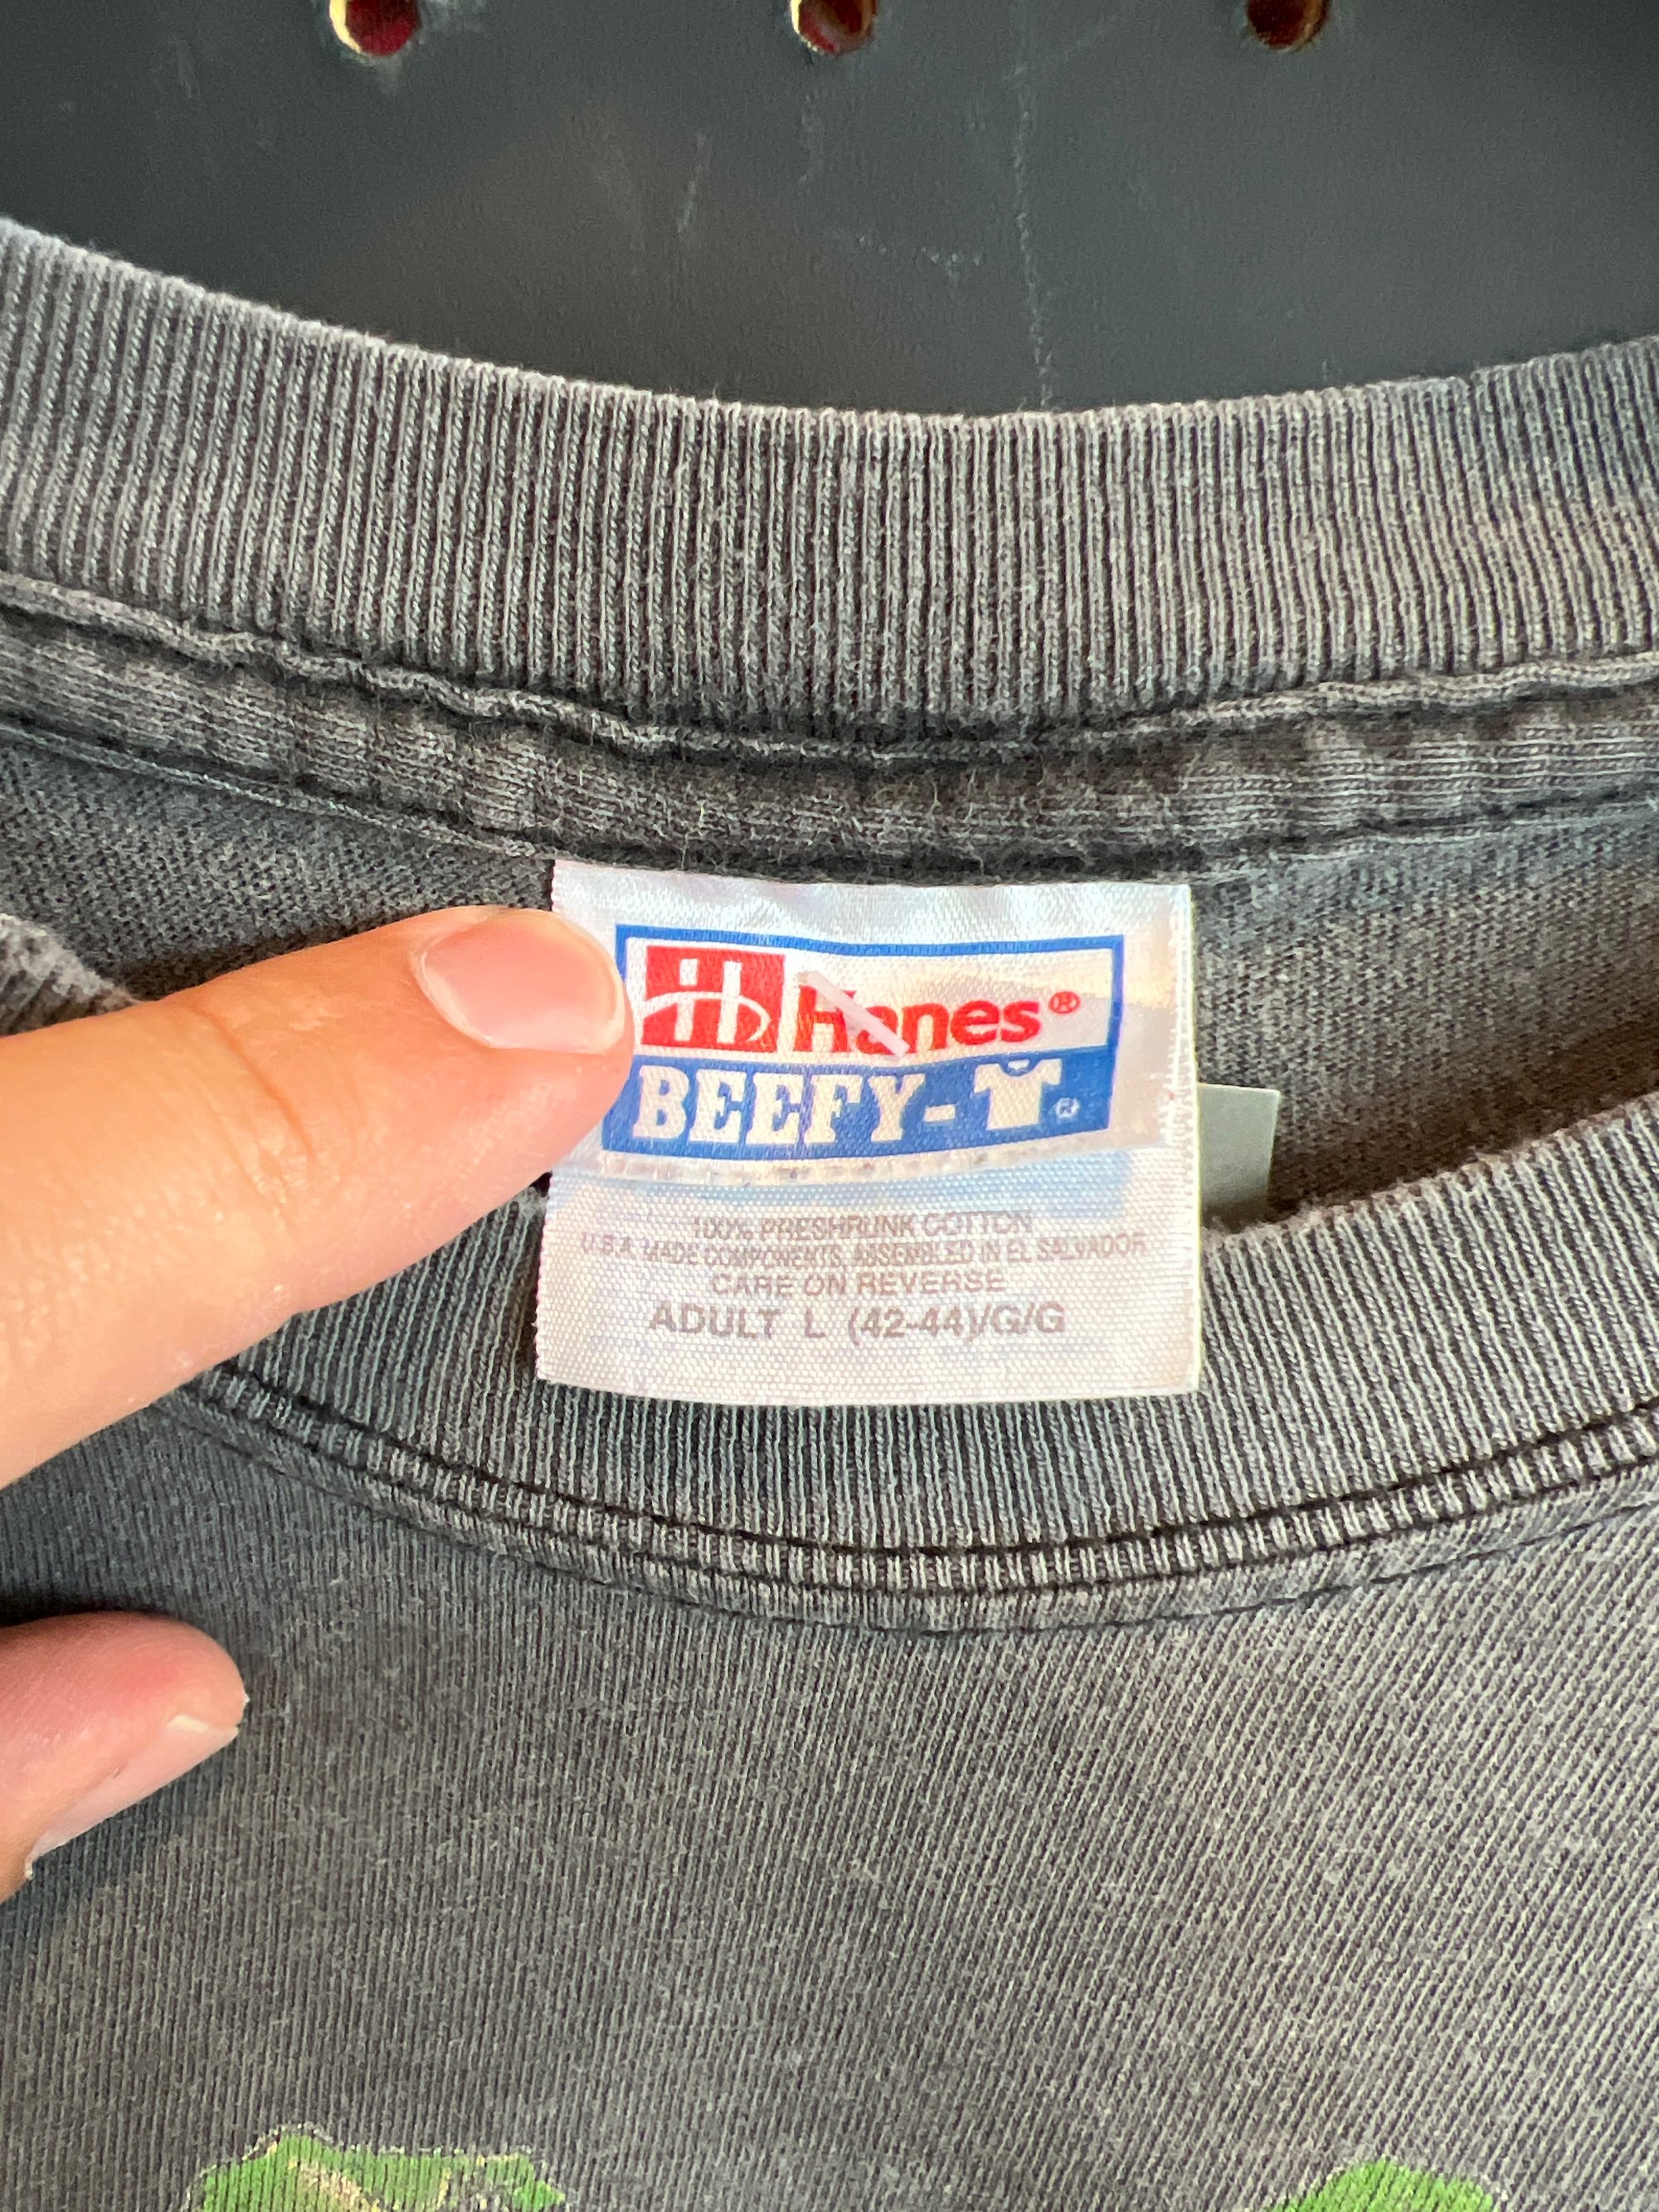 Hanes®
BEEFY-T®
100% PRESHRUNK COTTON
U.S.A. MADE COMPONENTS, ASSEMBLED IN EL SALVADOR
CARE ON REVERSE
ADULT L (42-44)/G/G